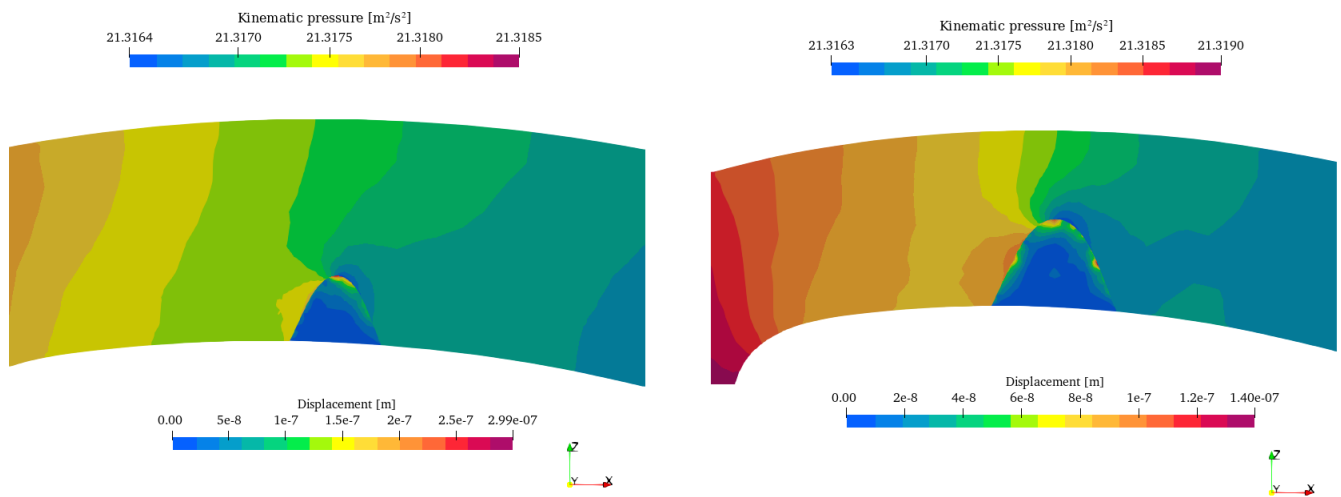 Kinematic pressure [m²/s²]
21.3164 21.3170 21.3175 21.3180 21.3185
Displacement [m]
0.00 5e-8 1e-7 1.5e-7 2e-7 2.5e-7 2.99e-07
Z
Y X
Kinematic pressure [m²/s²]
21.3163 21.3170 21.3175 21.3180 21.3185 21.3190
Displacement [m]
0.00 2e-8 4e-8 6e-8 8e-8 1e-7 1.2e-7 1.40e-07
Z
Y X